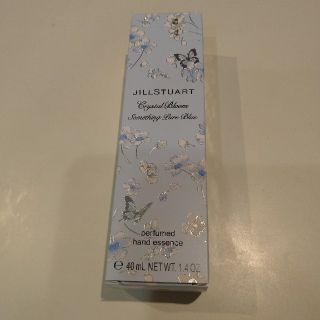 JILLSTUART
Crystal Bloom
Something Pure Blue
perfumed
hand essence
℮ 40 mL NET WT. 1.4 OZ.